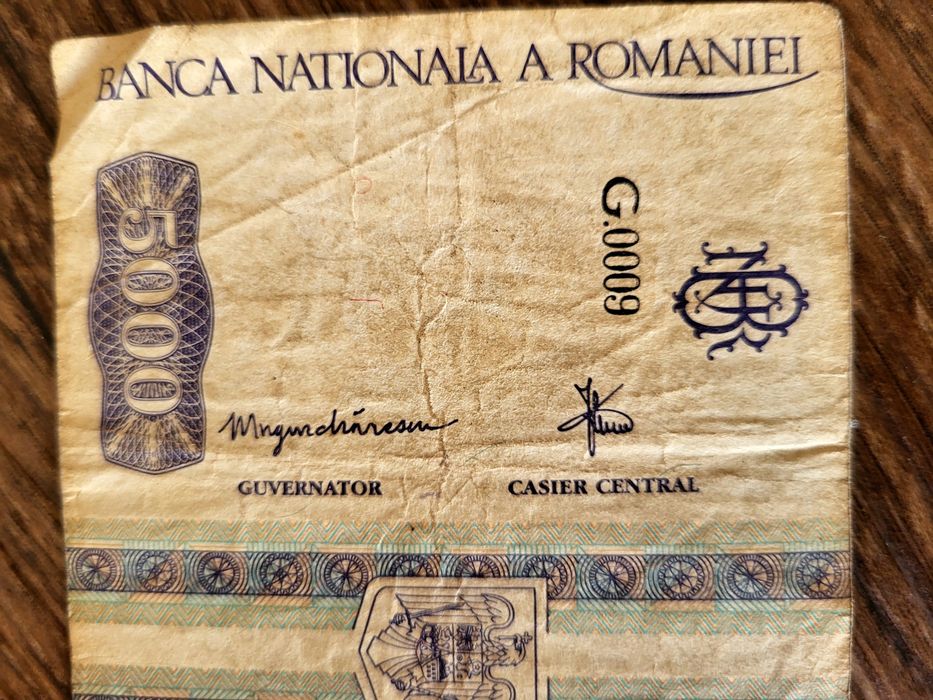 BANCA NATIONALA A ROMANIEI
5000
G.0009
GUVERNATOR
CASIER CENTRAL